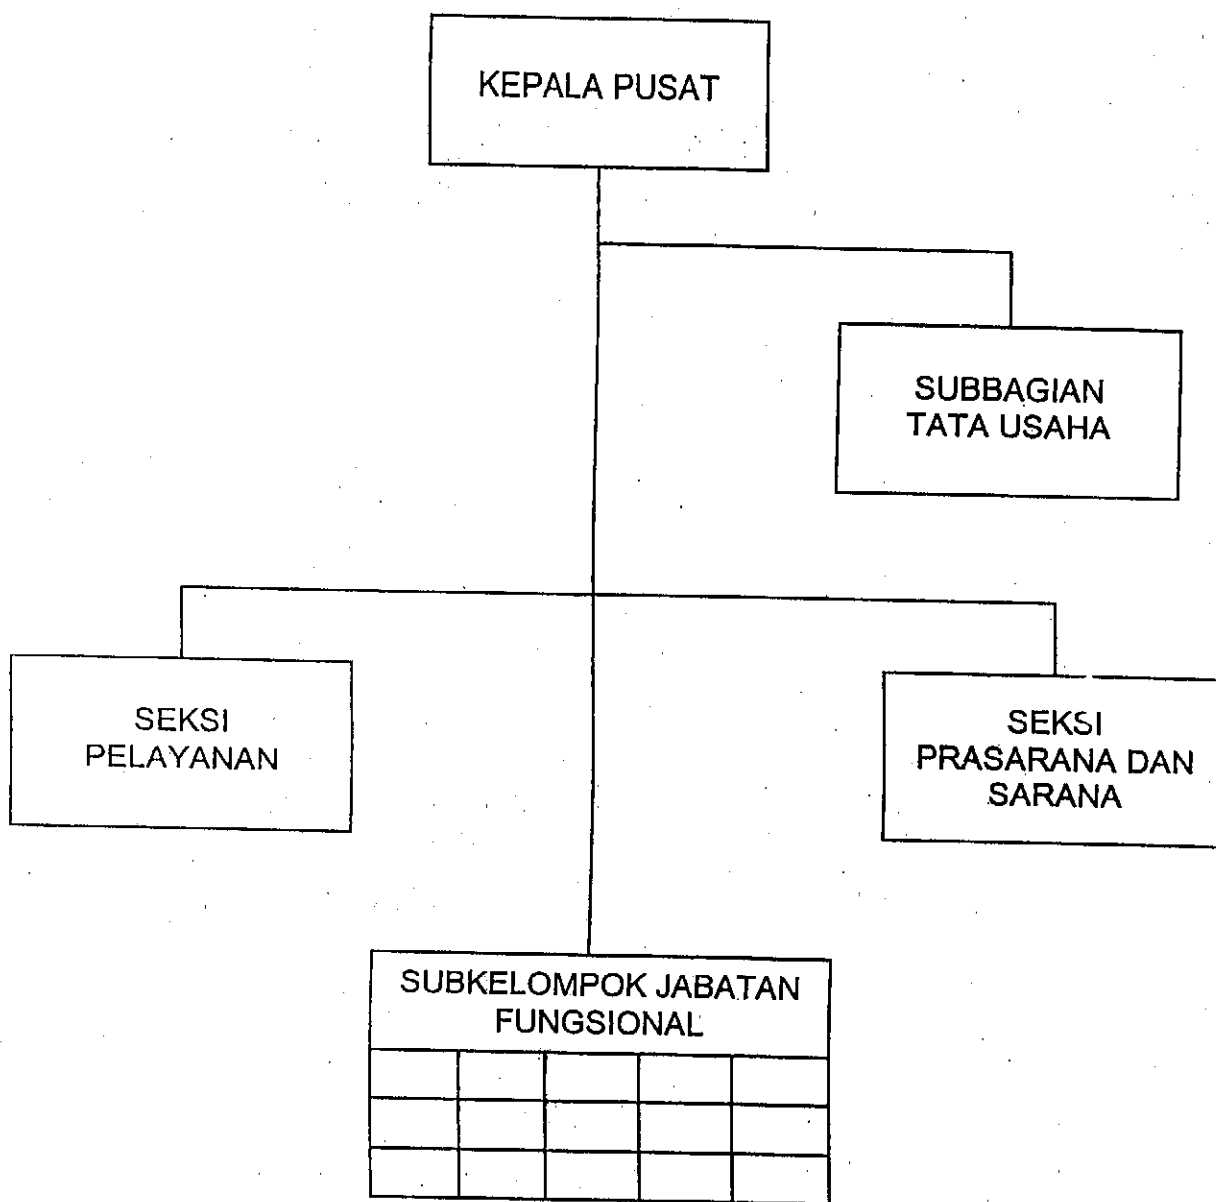 KEPALA PUSAT
SUBBAGIAN
TATA USAHA
SEKSI
PELAYANAN
SEKSI
PRASARANA DAN
SARANA
SUBKELOMPOK JABATAN
FUNGSIONAL